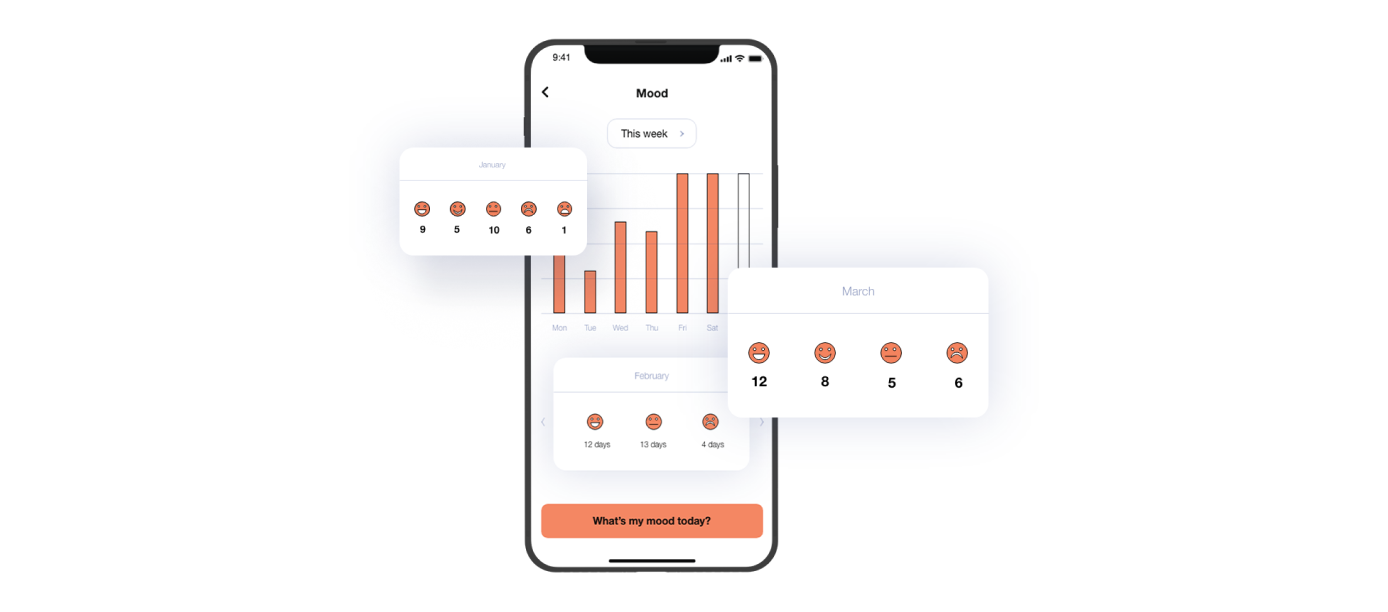 9:41
Mood
This week
January
9 5 10 6 1
Mon Tue Wed Thu Fri Sat
February
12 days 13 days 4 days
March
12 8 5 6
What's my mood today?